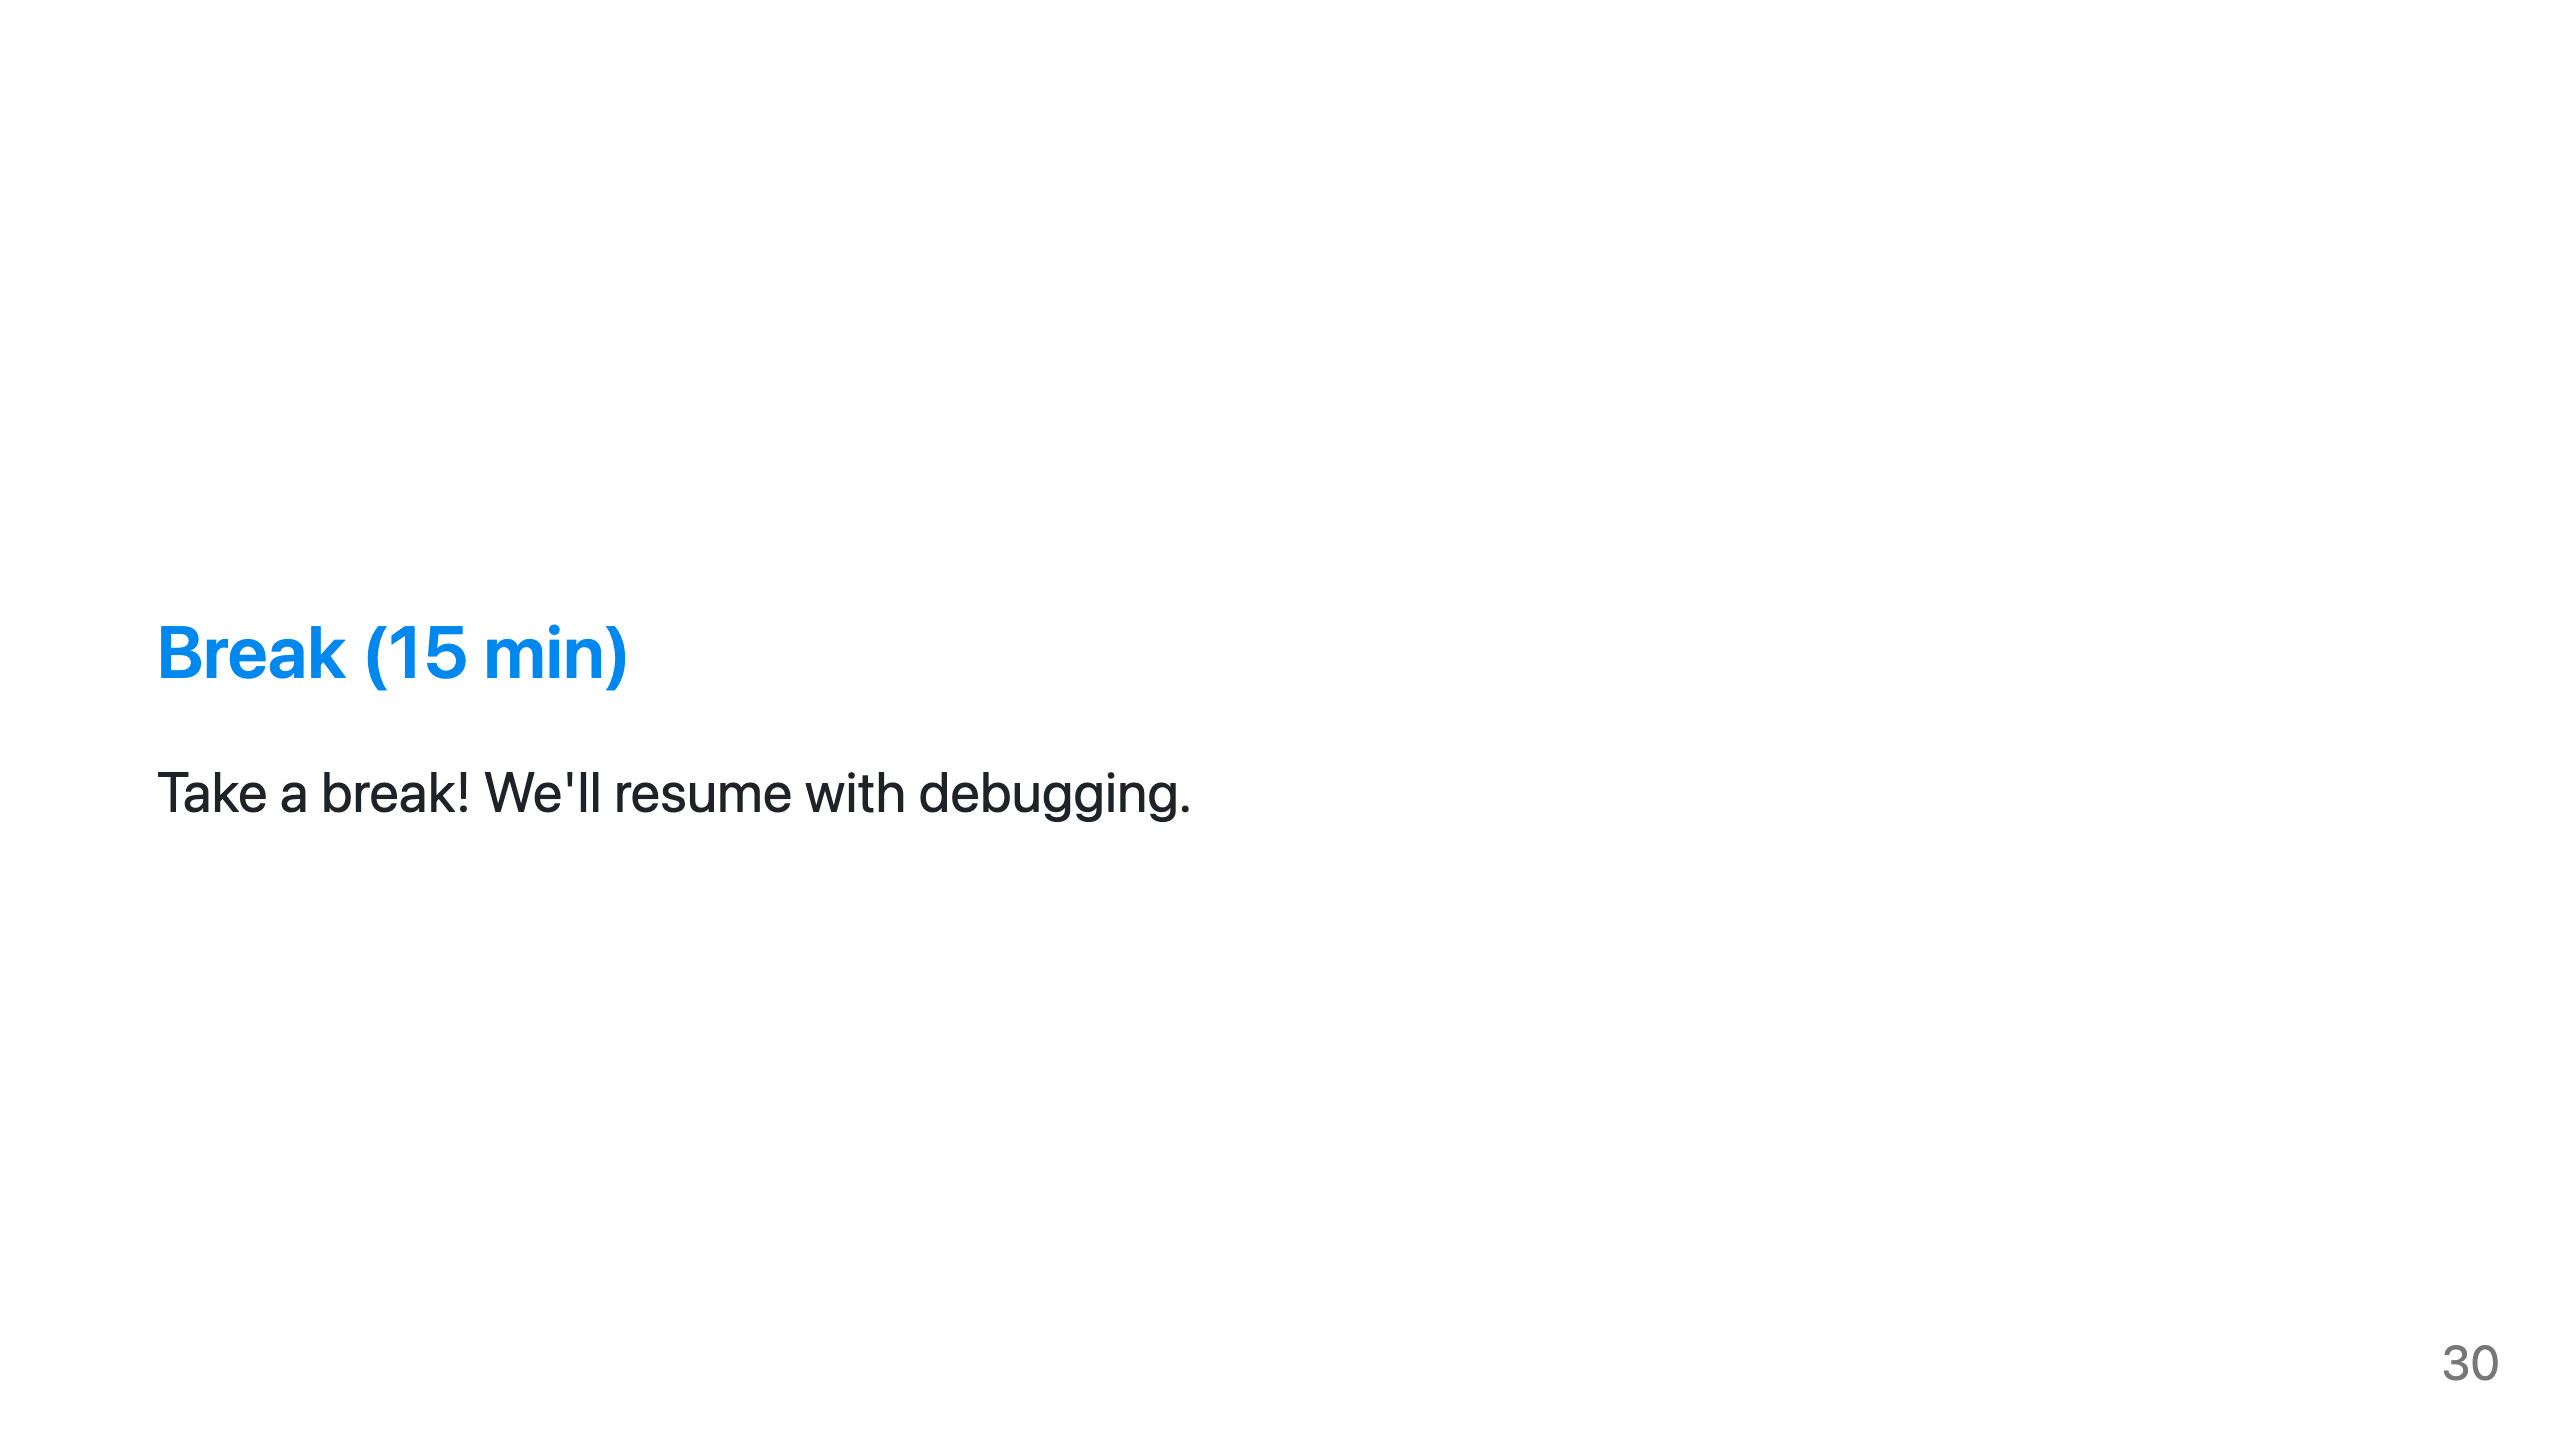 Break (15 min)
Take a break! We'll resume with debugging.
30